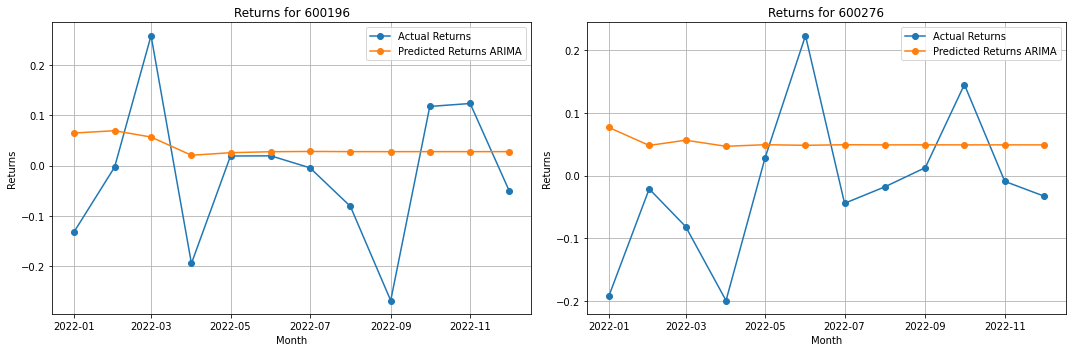 Returns for 600196
Actual Returns
Predicted Returns ARIMA
Returns
0.2
0.1
0.0
−0.1
−0.2
2022-01
2022-03
2022-05
2022-07
2022-09
2022-11
Month
Returns for 600276
Actual Returns
Predicted Returns ARIMA
Returns
0.2
0.1
0.0
−0.1
−0.2
2022-01
2022-03
2022-05
2022-07
2022-09
2022-11
Month